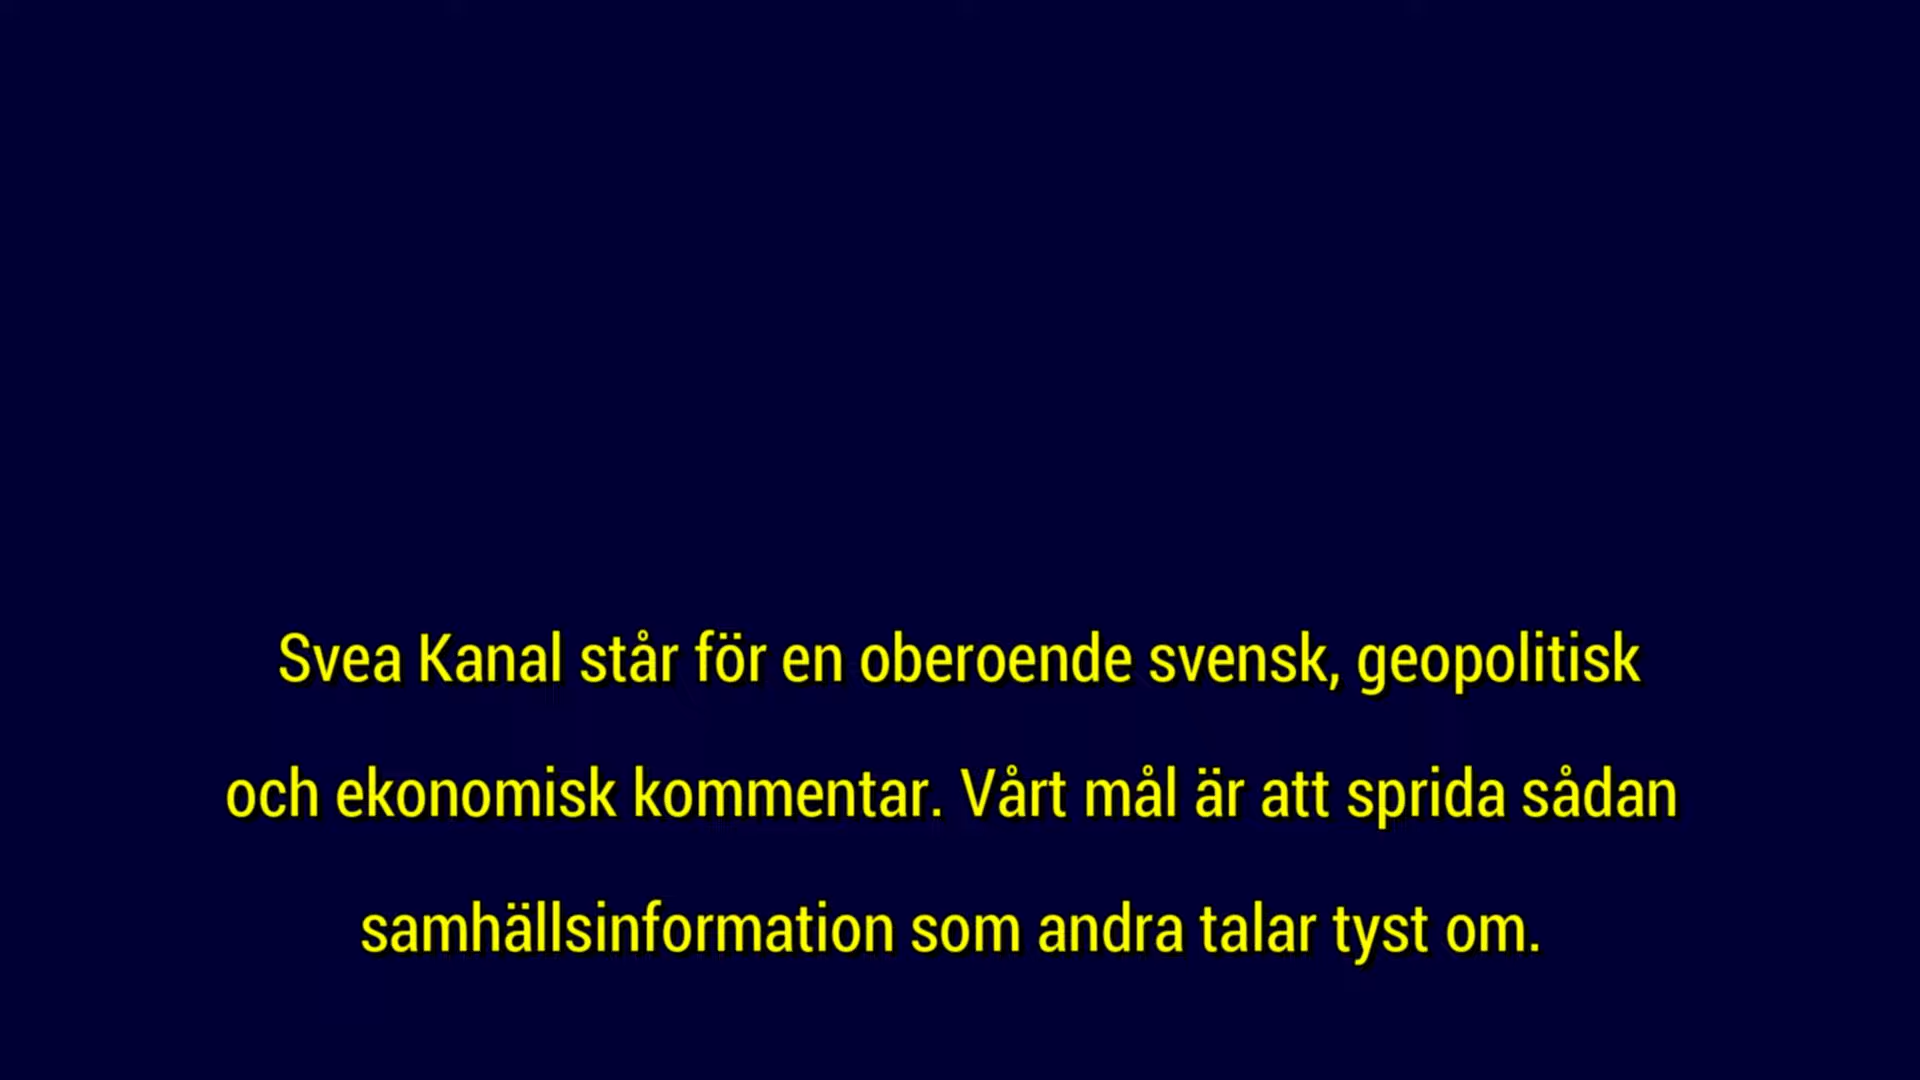 Svea Kanal står för en oberoende svensk, geopolitisk
och ekonomisk kommentar. Vårt mål är att sprida sådan
samhällsinformation som andra talar tyst om.